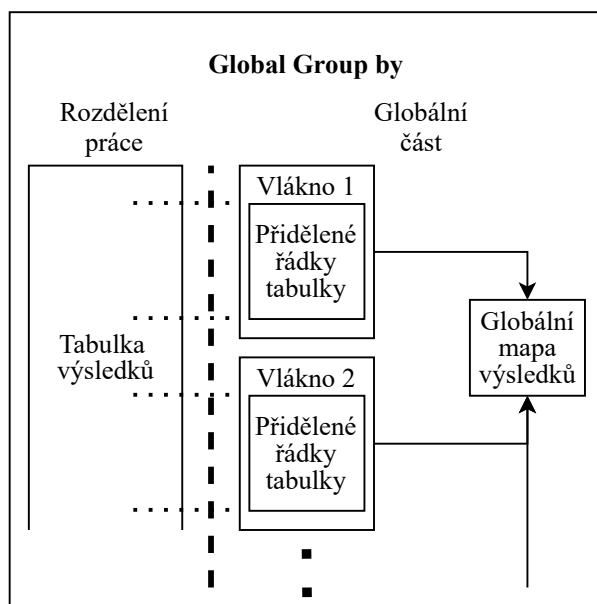 Global Group by
Rozdělení
práce
Globální
část
Tabulka
výsledků
Vlákno 1
Přidělené
řádky
tabulky
Vlákno 2
Přidělené
řádky
tabulky
Globální
mapa
výsledků